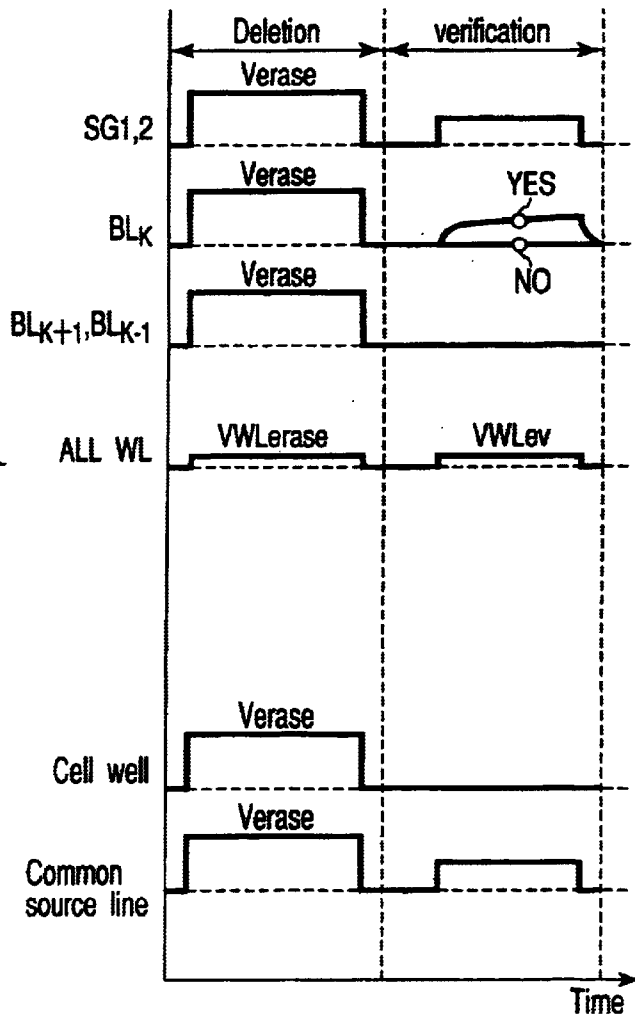 Deletion verification
Verase
SG1,2
Verase YES
BLK
NO
Verase
BLK+1,BLK-1
VWLerase VWLev
ALL WL
Verase
Cell well
Verase
Common
source line
Time